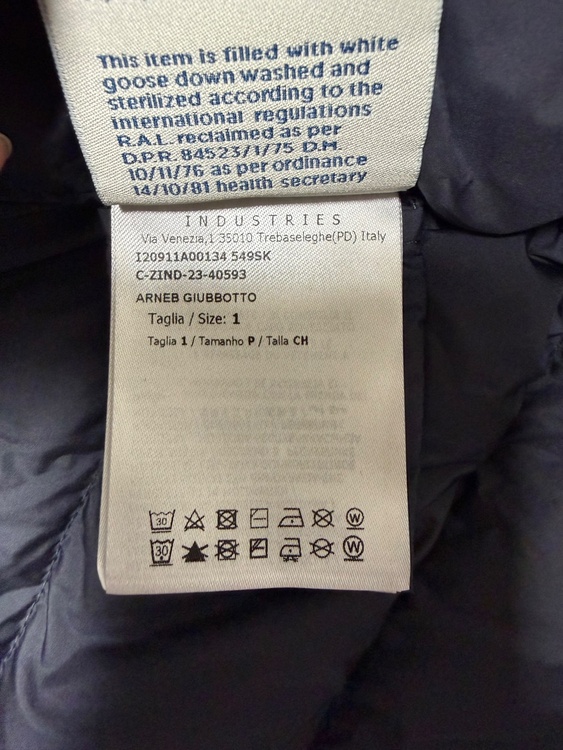 This item is filled with white
goose down washed and
sterilized according to the
international regulations
R.A.L. reclaimed as per
D.P.R. 84523/1/75 D.M.
10/11/76 as per ordinance
14/10/81 health secretary
INDUSTRIES
Via Venezia,1 35010 Trebaseleghe(PD) Italy
I20911A00134 549SK
C-ZIND-23-40593
ARNEB GIUBBOTTO
Taglia / Size: 1
Taglia 1 / Tamanho P / Talla CH
30 W
30 W